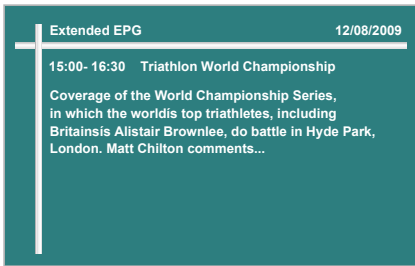 Extended EPG 12/08/2009
15:00- 16:30 Triathlon World Championship
Coverage of the World Championship Series,
in which the worldís top triathletes, including
Britainsís Alistair Brownlee, do battle in Hyde Park,
London. Matt Chilton comments...